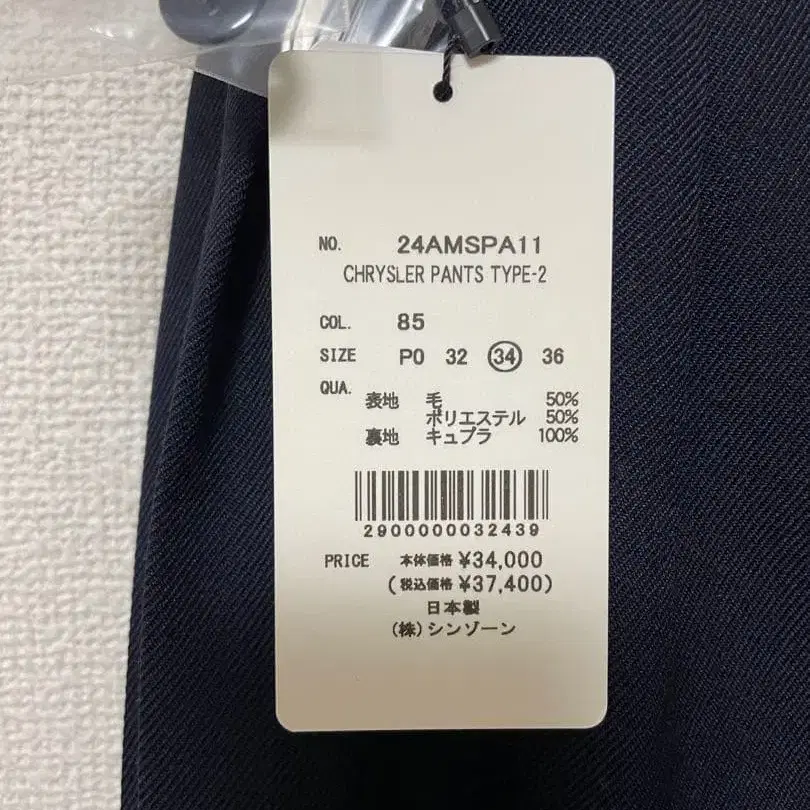 NO. 24AMSPA11
CHRYSLER PANTS TYPE-2
COL. 85
SIZE P0 32 34 36
QUA.
表地 毛 50%
ポリエステル 50%
裏地 キュプラ 100%
2900000032439
PRICE 本体価格 ¥34,000
(税込価格 ¥37,400)
日本製
(株)シンゾーン